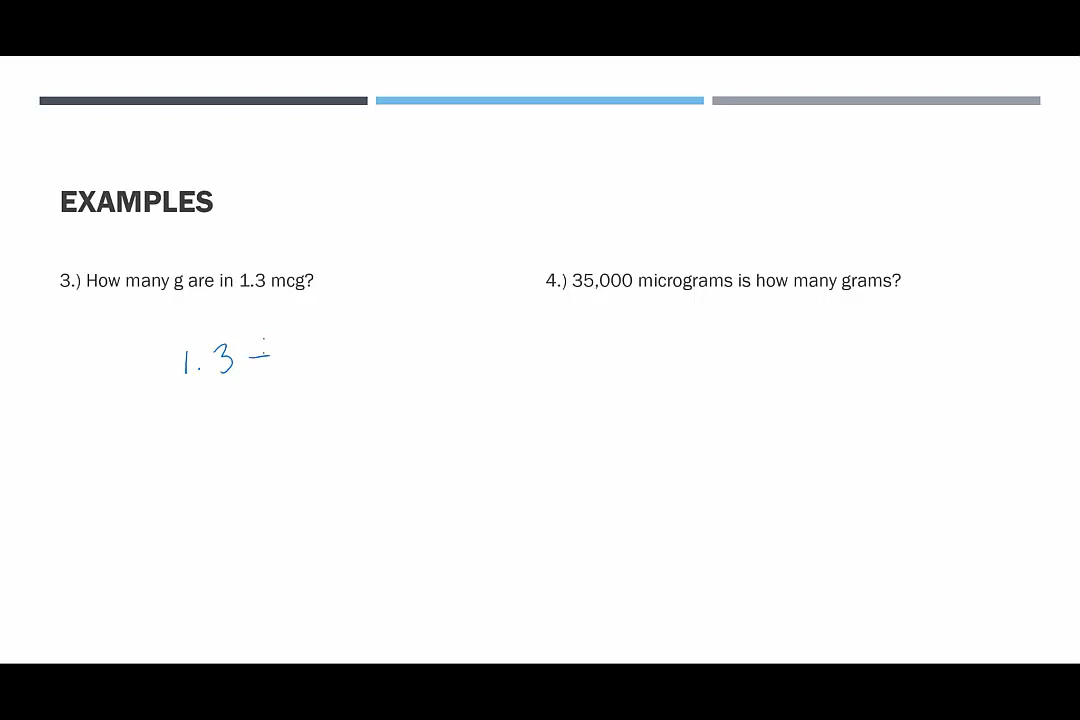 EXAMPLES
3.) How many g are in 1.3 mcg?
1.3 ÷
4.) 35,000 micrograms is how many grams?